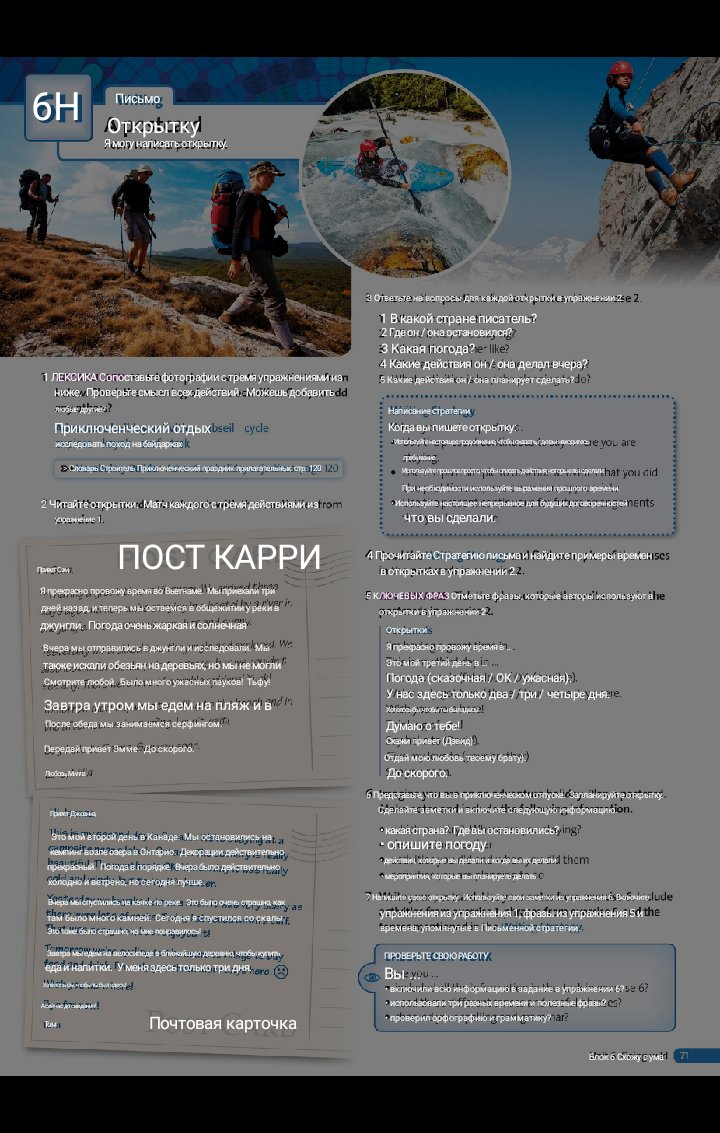 6H
Письмо
Открытку
Я могу написать открытку.
1 ЛЕКСИКА Сопоставьте фотографии с тремя упражнениями из
ниже. Проверьте смысл всех действий. Можешь добавить
любые другие?
Приключенческий отдых abseil cycle
исследовать поход на байдарках
Словарь Строитель Приключенческий праздник прилагательных: стр. 120
2 Читайте открытки. Матч каждого с тремя действиями из
упражнение 1.
ПОСТ КАРРИ
Привет Сэм,
Я прекрасно провожу время во Вьетнаме. Мы приехали три
дней назад, и теперь мы остаемся в общежитии у реки в
джунгли. Погода очень жаркая и солнечная
Вчера мы отправились в джунгли и исследовали. Мы
также искали обезьян на деревьях, но мы не могли
Смотрите любой. Было много ужасных пауков! Тьфу!
Завтра утром мы едем на пляж и в
После обеда мы занимаемся серфингом.
Передай привет Эмме. До скорого.
Любовь, Милли
Привет Джоанна,
Это мой второй день в Канаде. Мы остановились на
кемпинг возле озера в Онтарио. Декорации действительно
прекрасный. Погода в порядке. Вчера было действительно
холодно и ветрено, но сегодня лучше.
Вчера мы спустились на каяке по реке. Это было очень страшно, как
там было много камней. Сегодня я спустился со скалы.
Это тоже было страшно, но мне понравилось!
Завтра мы едем на велосипеде в ближайшую деревню, чтобы купить
еда и напитки. У меня здесь только три дня.
Хотелось бы, чтобы ты был здесь!
А сейчас до свидания!
Том
Почтовая карточка
3 Ответьте на вопросы для каждой открытки в упражнении 2.
1 В какой стране писатель?
2 Где он / она остановился?
3 Какая погода?
4 Какие действия он / она делал вчера?
5 Какие действия он / она планирует сделать?
Написание стратегии
Когда вы пишете открытку:
• Используйте настоящее продолжение, чтобы сказать, где вы находитесь
пребывание.
• Используйте прошлое просто, чтобы описать действия, которые вы сделали.
При необходимости используйте выражения прошлого времени.
• Используйте настоящее непрерывное для будущих договоренностей
что вы сделали.
4 Прочитайте Стратегию письма и найдите примеры времен
в открытках в упражнении 2.
5 КЛЮЧЕВЫХ ФРАЗ Отметьте фразы, которые авторы используют в
открытки в упражнении 2.
Открытки
Я прекрасно провожу время в ...
Это мой третий день в ...
Погода (сказочная / ОК / ужасная).
У нас здесь только два / три / четыре дня.
Хотелось бы, чтобы ты был здесь!
Думаю о тебе!
Скажи привет (Дэвид).
Отдай мою любовь (твоему брату).
До скорого.
6 Представьте, что вы в приключенческом отпуске. Запланируйте открытку.
Сделайте заметки и включите следующую информацию.
• какая страна? Где вы остановились?
• опишите погоду
• действия, которые вы делали и когда вы их делали
• мероприятия, которые вы планируете делать
7 Напишите свою открытку. Используйте свои заметки из упражнения 6. Включите
упражнения из упражнения 1, фразы из упражнения 5 и
времена, упомянутые в Письменной стратегии.
ПРОВЕРЬТЕ СВОЮ РАБОТУ
Вы ...
• включили всю информацию в задание в упражнении 6?
• использовали три разных времени и полезные фразы?
• проверил орфографию и грамматику?
Блок 6 Схожу с ума
71